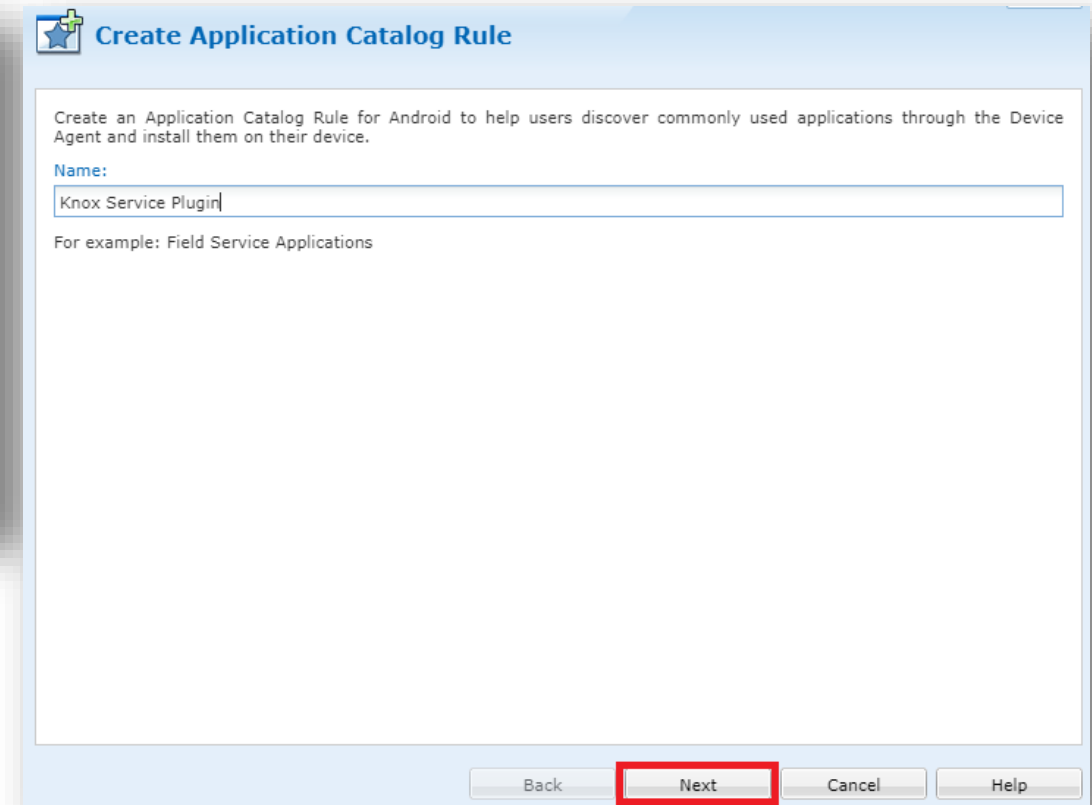 Create Application Catalog Rule
Create an Application Catalog Rule for Android to help users discover commonly used applications through the Device
Agent and install them on their device.
Name:
Knox Service Plugin
For example: Field Service Applications
Back
Next
Cancel
Help